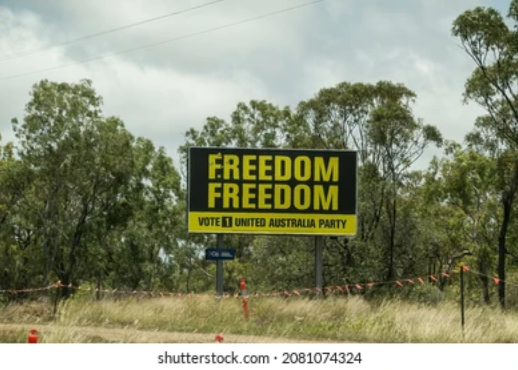 FREEDOM
FREEDOM
VOTE 1 UNITED AUSTRALIA PARTY
shutterstock.com · 2081074324